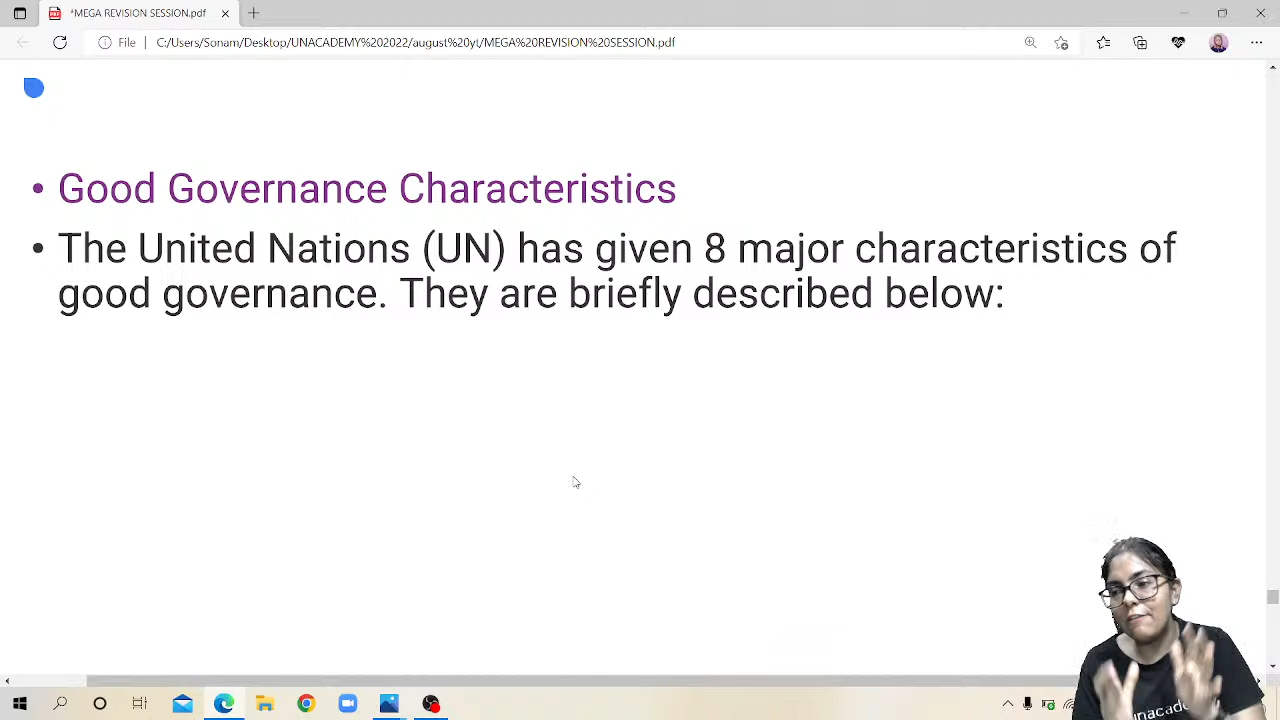 *MEGA REVISION SESSION.pdf
File C:/Users/Sonam/Desktop/UNACADEMY%202022/august%20yt/MEGA%20REVISION%20SESSION.pdf
• Good Governance Characteristics
• The United Nations (UN) has given 8 major characteristics of
good governance. They are briefly described below:
unacade